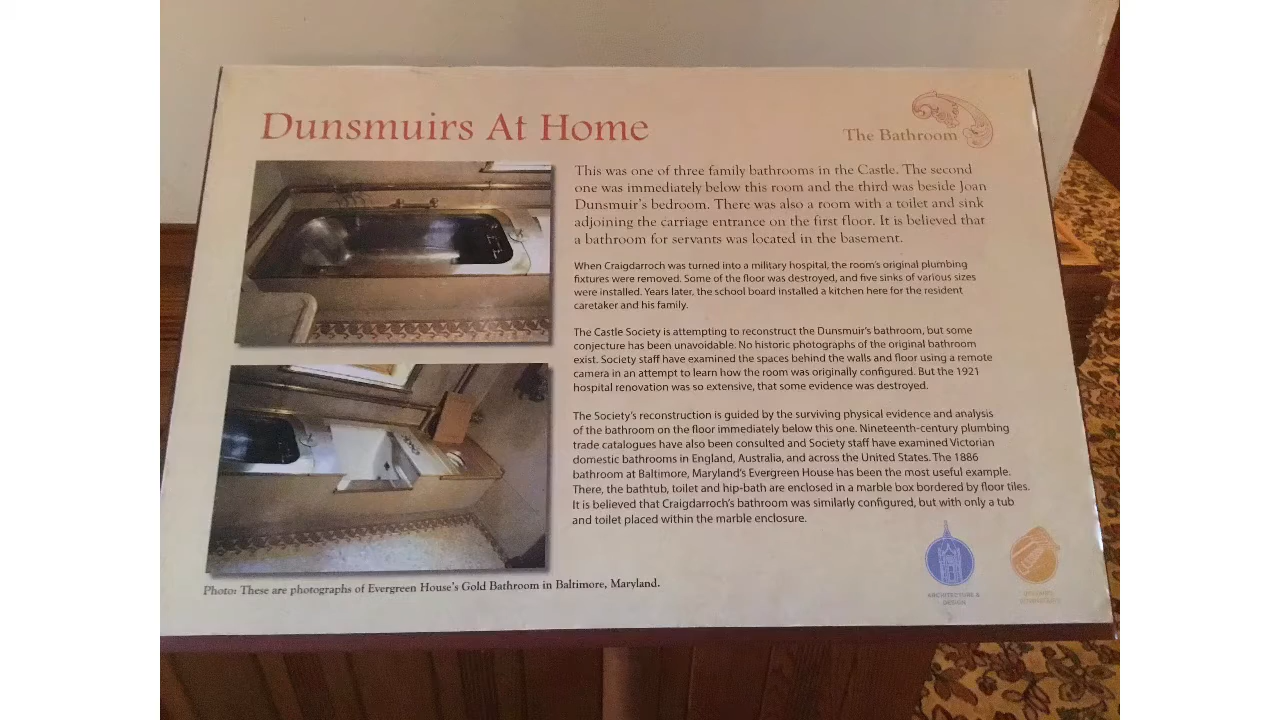 Dunsmuirs At Home
The Bathroom
This was one of three family bathrooms in the Castle. The second
one was immediately below this room and the third was beside Joan
Dunsmuir's bedroom. There was also a room with a toilet and sink
adjoining the carriage entrance on the first floor. It is believed that
a bathroom for servants was located in the basement.
When Craigdarroch was turned into a military hospital, the room's original plumbing
fixtures were removed. Some of the floor was destroyed, and five sinks of various sizes
were installed. Years later, the school board installed a kitchen here for the resident
caretaker and his family.
The Castle Society is attempting to reconstruct the Dunsmuir's bathroom, but some
conjecture has been unavoidable. No historic photographs of the original bathroom
exist. Society staff have examined the spaces behind the walls and floor using a remote
camera in an attempt to learn how the room was originally configured. But the 1921
hospital renovation was so extensive, that some evidence was destroyed.
The Society's reconstruction is guided by the surviving physical evidence and analysis
of the bathroom on the floor immediately below this one. Nineteenth-century plumbing
trade catalogues have also been consulted and Society staff have examined Victorian
domestic bathrooms in England, Australia, and across the United States. The 1886
bathroom at Baltimore, Maryland's Evergreen House has been the most useful example.
There, the bathtub, toilet and hip-bath are enclosed in a marble box bordered by floor tiles.
It is believed that Craigdarroch's bathroom was similarly configured, but with only a tub
and toilet placed within the marble enclosure.
Photo: These are photographs of Evergreen House's Gold Bathroom in Baltimore, Maryland.
ARCHITECTURE &
DESIGN